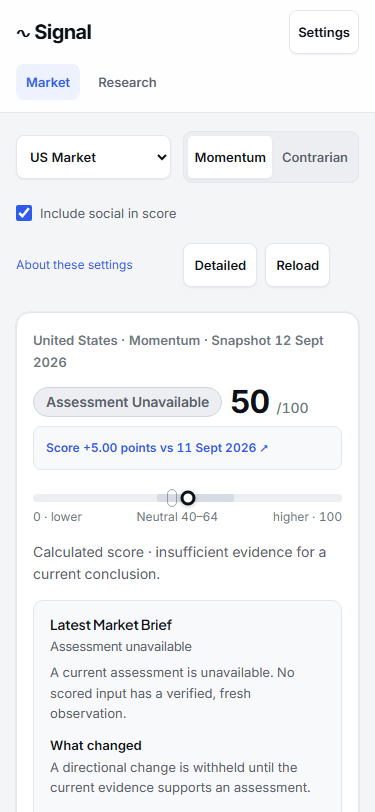 Signal
Settings
Market
Research
US Market
Momentum
Contrarian
Include social in score
About these settings
Detailed
Reload
United States · Momentum · Snapshot 12 Sept
2026
Assessment Unavailable
50 /100
Score +5.00 points vs 11 Sept 2026 ↗
0 · lower
Neutral 40–64
higher · 100
Calculated score · insufficient evidence for a
current conclusion.
Latest Market Brief
Assessment unavailable
A current assessment is unavailable. No
scored input has a verified, fresh
observation.
What changed
A directional change is withheld until the
current evidence supports an assessment.